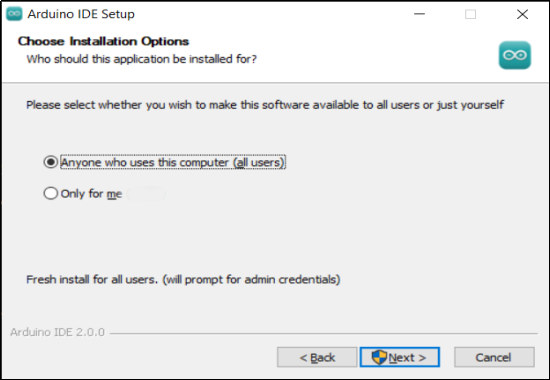 Arduino IDE Setup
Choose Installation Options
Who should this application be installed for?
Please select whether you wish to make this software available to all users or just yourself
Anyone who uses this computer (all users)
Only for me
Fresh install for all users. (will prompt for admin credentials)
Arduino IDE 2.0.0
< Back
Next >
Cancel